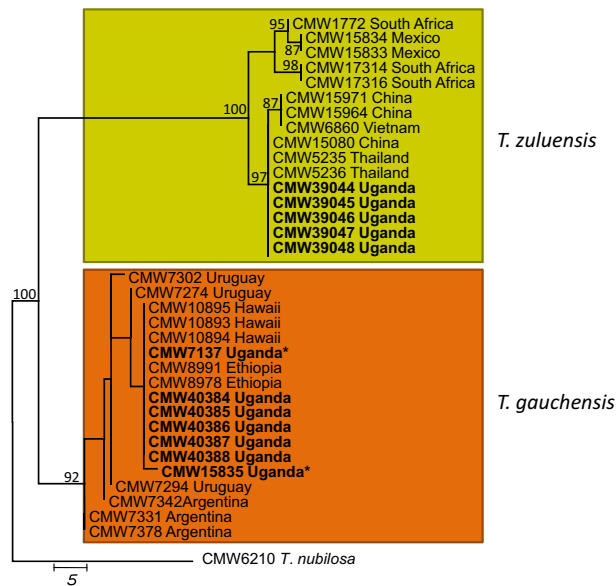 95
CMW1772 South Africa
CMW15834 Mexico
87
CMW15833 Mexico
98
CMW17314 South Africa
CMW17316 South Africa
100
87
CMW15971 China
CMW15964 China
CMW6860 Vietnam
T. zuluensis
CMW15080 China
CMW5235 Thailand
CMW5236 Thailand
97
CMW39044 Uganda
CMW39045 Uganda
CMW39046 Uganda
CMW39047 Uganda
CMW39048 Uganda
100
CMW7302 Uruguay
CMW7274 Uruguay
CMW10895 Hawaii
CMW10893 Hawaii
CMW10894 Hawaii
CMW7137 Uganda*
CMW8991 Ethiopia
CMW8978 Ethiopia
CMW40384 Uganda
T. gauchensis
CMW40385 Uganda
CMW40386 Uganda
CMW40387 Uganda
CMW40388 Uganda
CMW15835 Uganda*
92
CMW7294 Uruguay
CMW7342Argentina
CMW7331 Argentina
CMW7378 Argentina
CMW6210 T. nubilosa
5